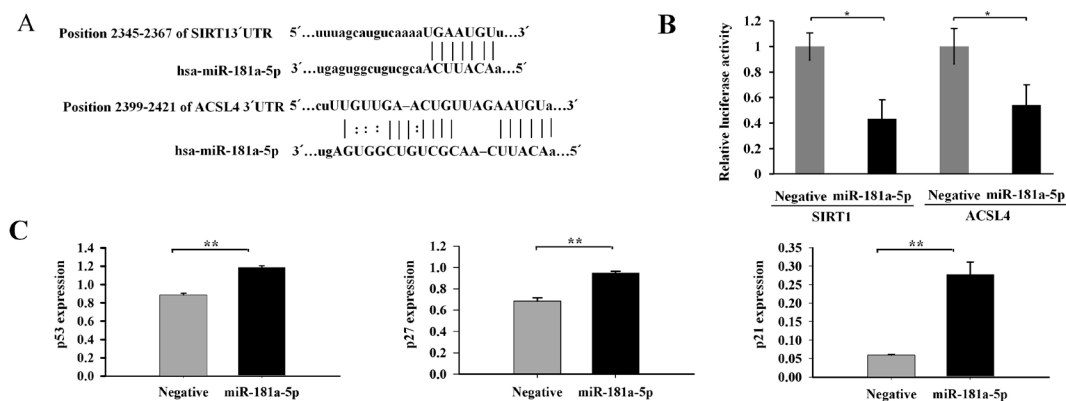 A
Position 2345-2367 of SIRT13´UTR 5´…uuuagcaugucaaaaUGAAUGUu…3´
hsa-miR-181a-5p 3´…ugagugggcugucgcaACUUACAa…5´
Position 2399-2421 of ACSL4 3´UTR 5´…cuUUGUUGA–ACUGUUAGAAUGUa…3´
hsa-miR-181a-5p 3´…ugAGUGGCUGUCGCAA–CUUACAa…5´
B
Relative luciferase activity
1.4
1.2
1
0.8
0.6
0.4
0.2
0
*
*
Negative miR-181a-5p Negative miR-181a-5p
SIRT1 ACSL4
C
p53 expression
1.4
1.2
1.0
0.8
0.6
0.4
0.2
0.0
**
Negative miR-181a-5p
p27 expression
1.2
1.0
0.8
0.6
0.4
0.2
0.0
**
Negative miR-181a-5p
p21 expression
0.35
0.30
0.25
0.20
0.15
0.10
0.05
0.00
**
Negative miR-181a-5p